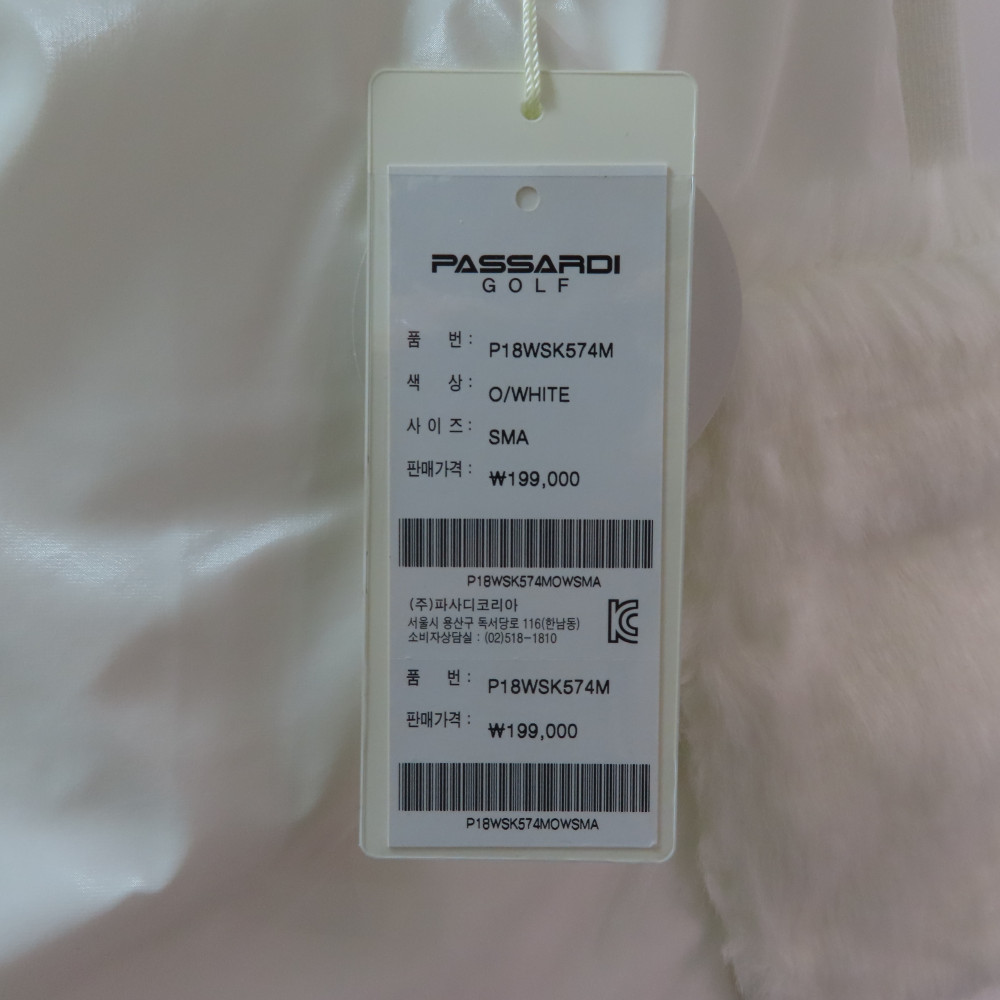 PASSARDI
GOLF
품 번 : P18WSK574M
색 상 : O/WHITE
사 이 즈 : SMA
판매가격 : ₩199,000
P18WSK574MOWSMA
(주)파사디코리아
서울시 용산구 독서당로 116(한남동)
소비자상담실 : (02)518-1810
품 번 : P18WSK574M
판매가격 : ₩199,000
P18WSK574MOWSMA